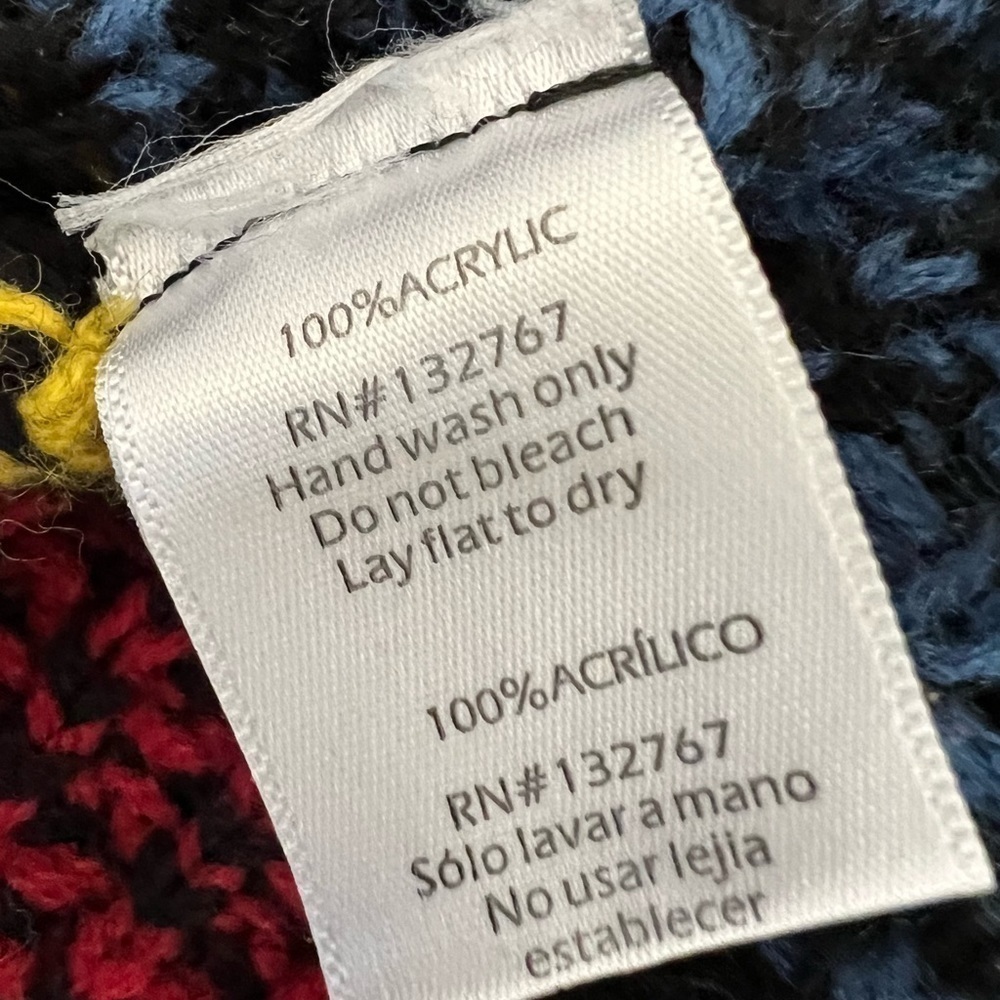 100%ACRYLIC
RN#132767
Hand wash only
Do not bleach
Lay flat to dry
100%ACRÍLICO
RN#132767
Sólo lavar a mano
No usar lejia
establecer